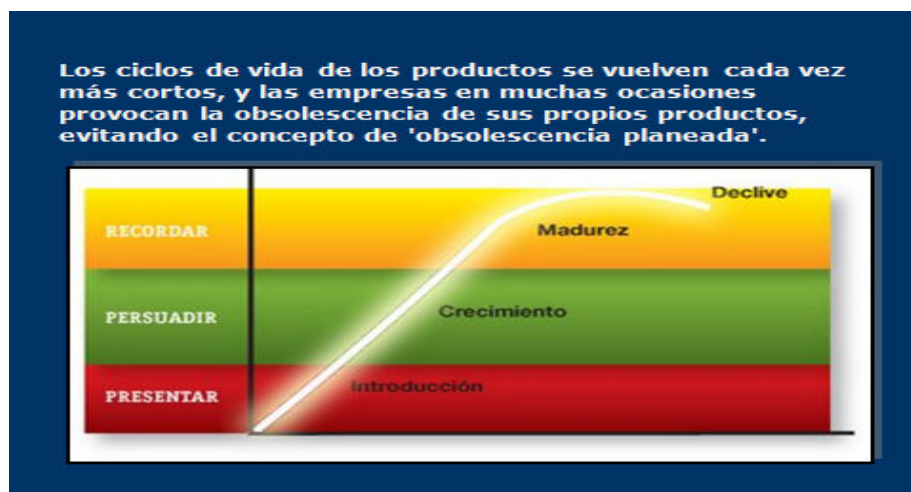 Los ciclos de vida de los productos se vuelven cada vez
más cortos, y las empresas en muchas ocasiones
provocan la obsolescencia de sus propios productos,
evitando el concepto de 'obsolescencia planeada'.
Declive
RECORDAR
Madurez
PERSUADIR
Crecimiento
Introducción
PRESENTAR